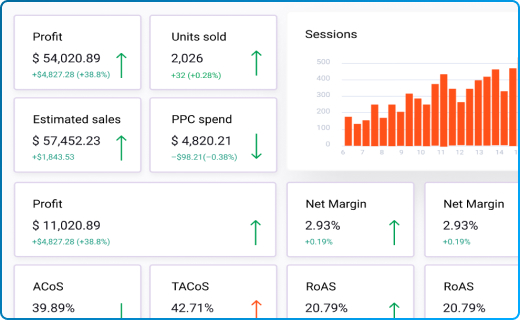 Profit
$ 54,020.89
+$4,827.28 (+38.8%)
Units sold
2,026
+32 (+0.28%)
Sessions
500
400
300
200
100
0
6 7 8 9 10 11 12 13 14
Estimated sales
$ 57,452.23
+$1,843.53
PPC spend
$ 4,820.21
−$98.21(−0.38%)
Profit
$ 11,020.89
+$4,827.28 (+38.8%)
Net Margin
2.93%
+0.19%
Net Margin
2.93%
+0.19%
ACoS
39.89%
TACoS
42.71%
RoAS
20.79%
RoAS
20.79%